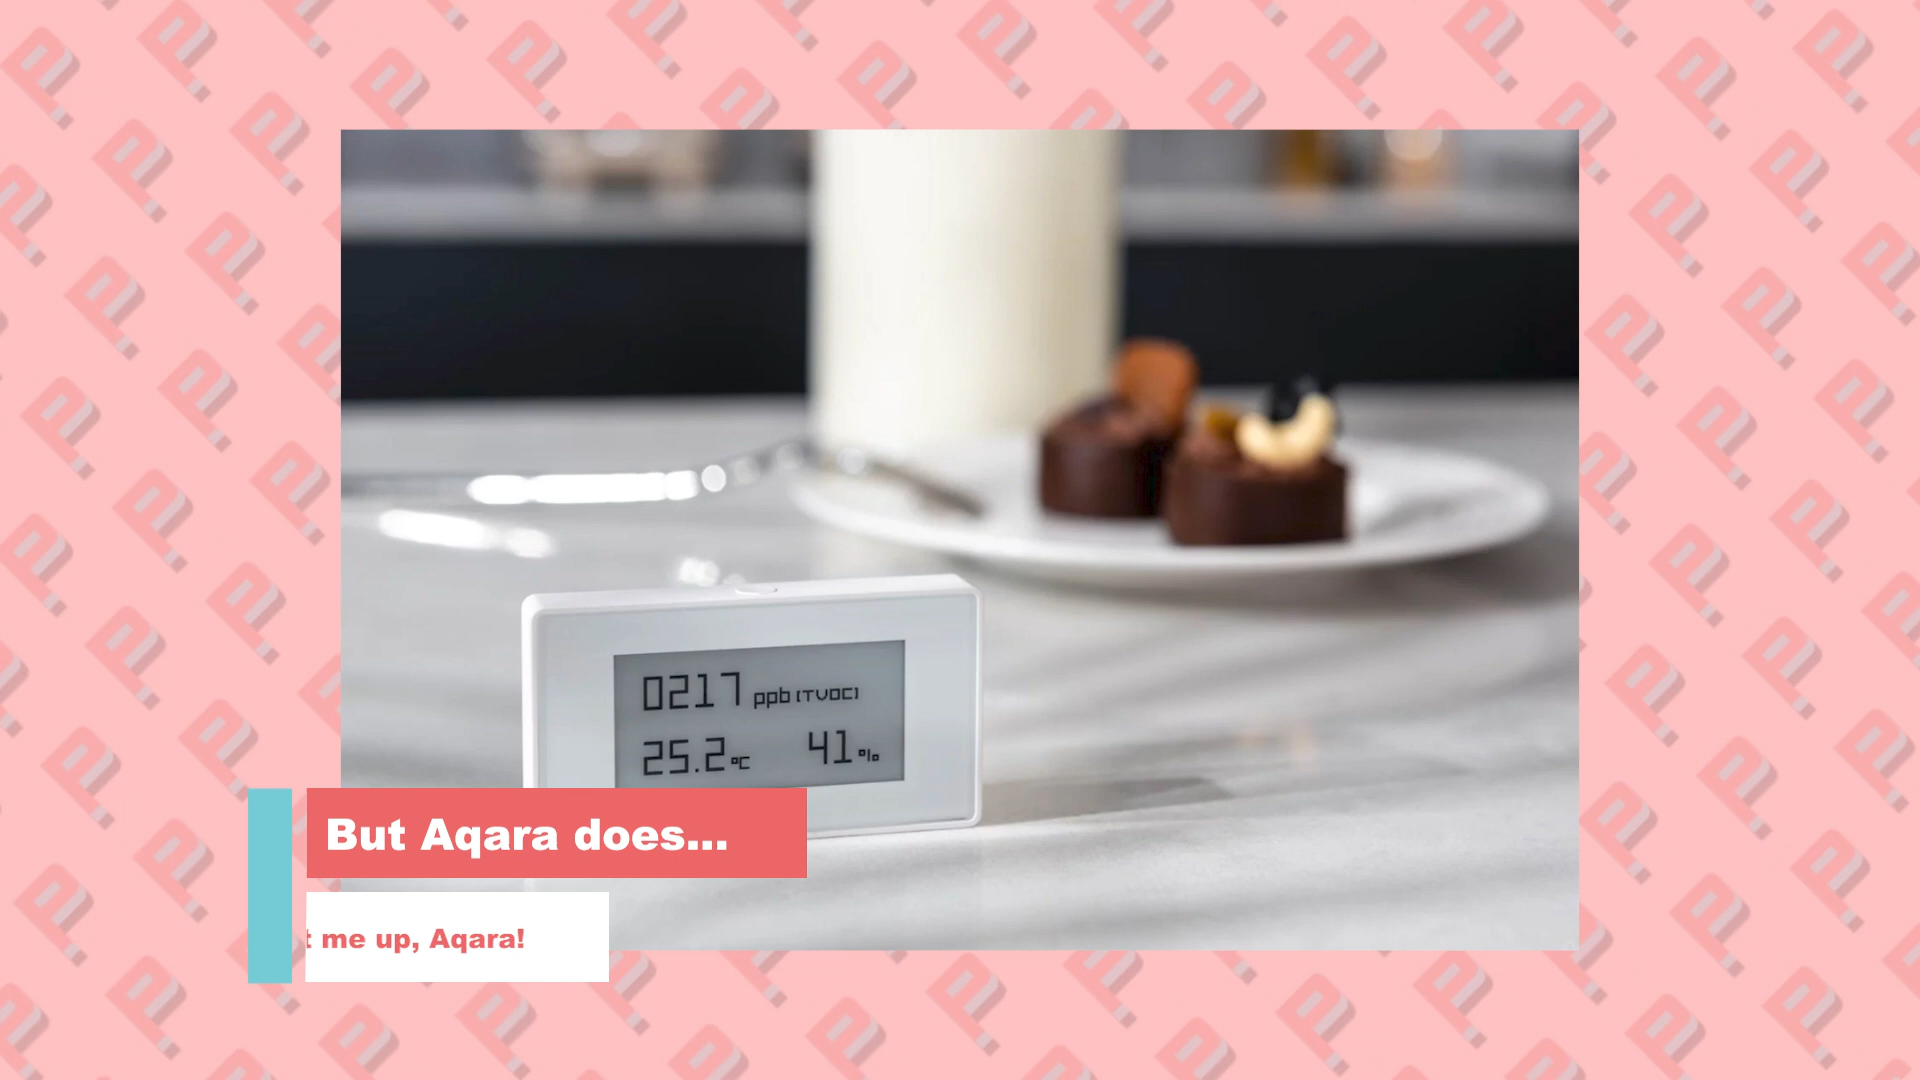 0217 ppb (TVOC)
25.2 °C 41 %
But Aqara does...
t me up, Aqara!